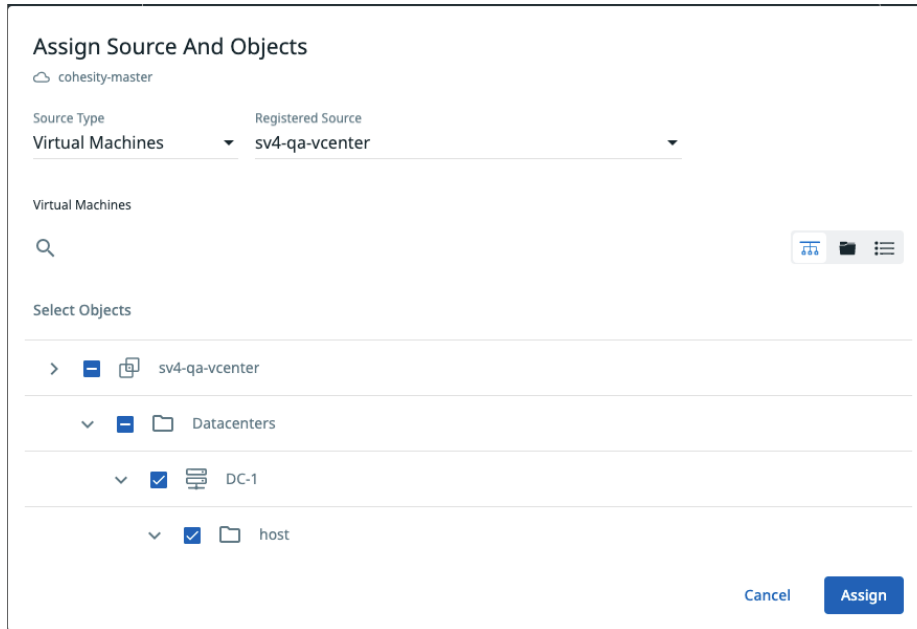 Assign Source And Objects
cohesity-master
Source Type
Registered Source
Virtual Machines
sv4-qa-vcenter
Virtual Machines
Select Objects
sv4-qa-vcenter
Datacenters
DC-1
host
Cancel
Assign